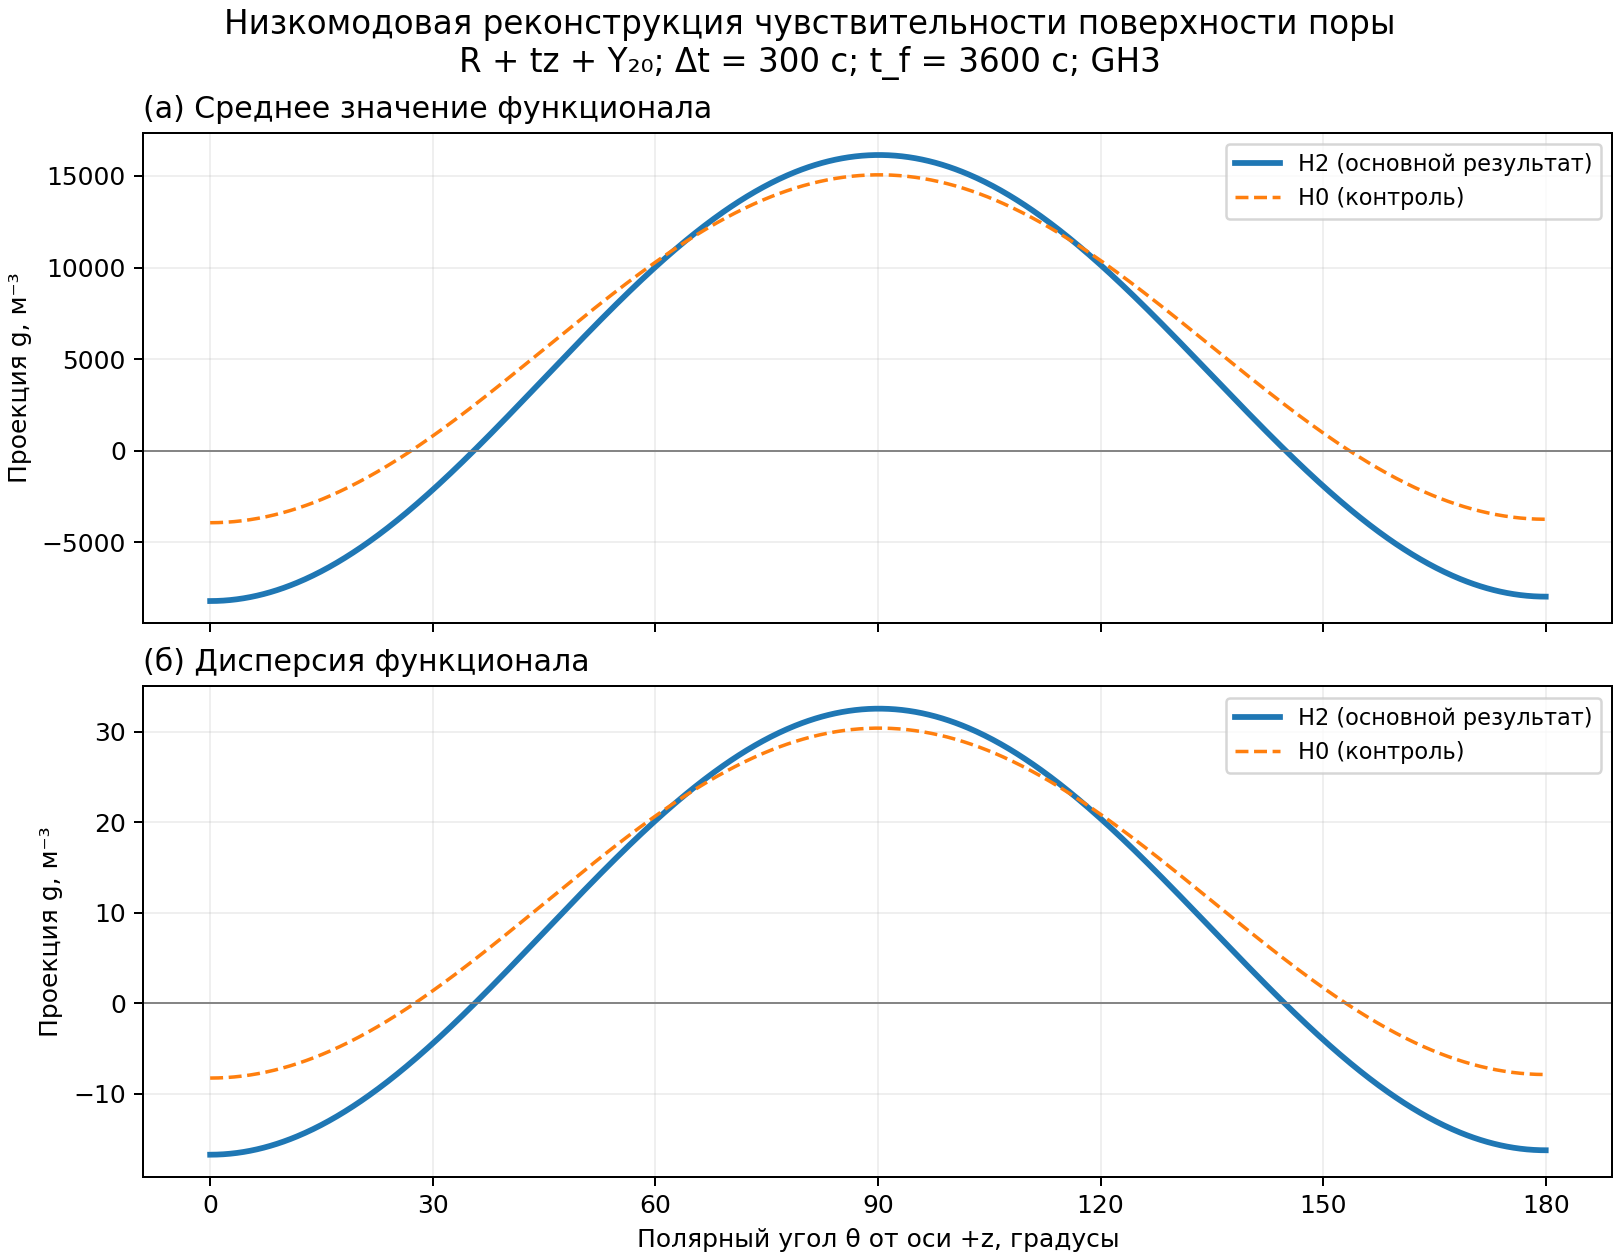 Низкомодовая реконструкция чувствительности поверхности поры
R + tz + Y₂₀; Δt = 300 с; t_f = 3600 с; GH3
(а) Среднее значение функционала
Проекция g, м⁻³
15000
10000
5000
0
−5000
H2 (основной результат)
H0 (контроль)
(б) Дисперсия функционала
Проекция g, м⁻³
30
20
10
0
−10
H2 (основной результат)
H0 (контроль)
0 30 60 90 120 150 180
Полярный угол θ от оси +z, градусы